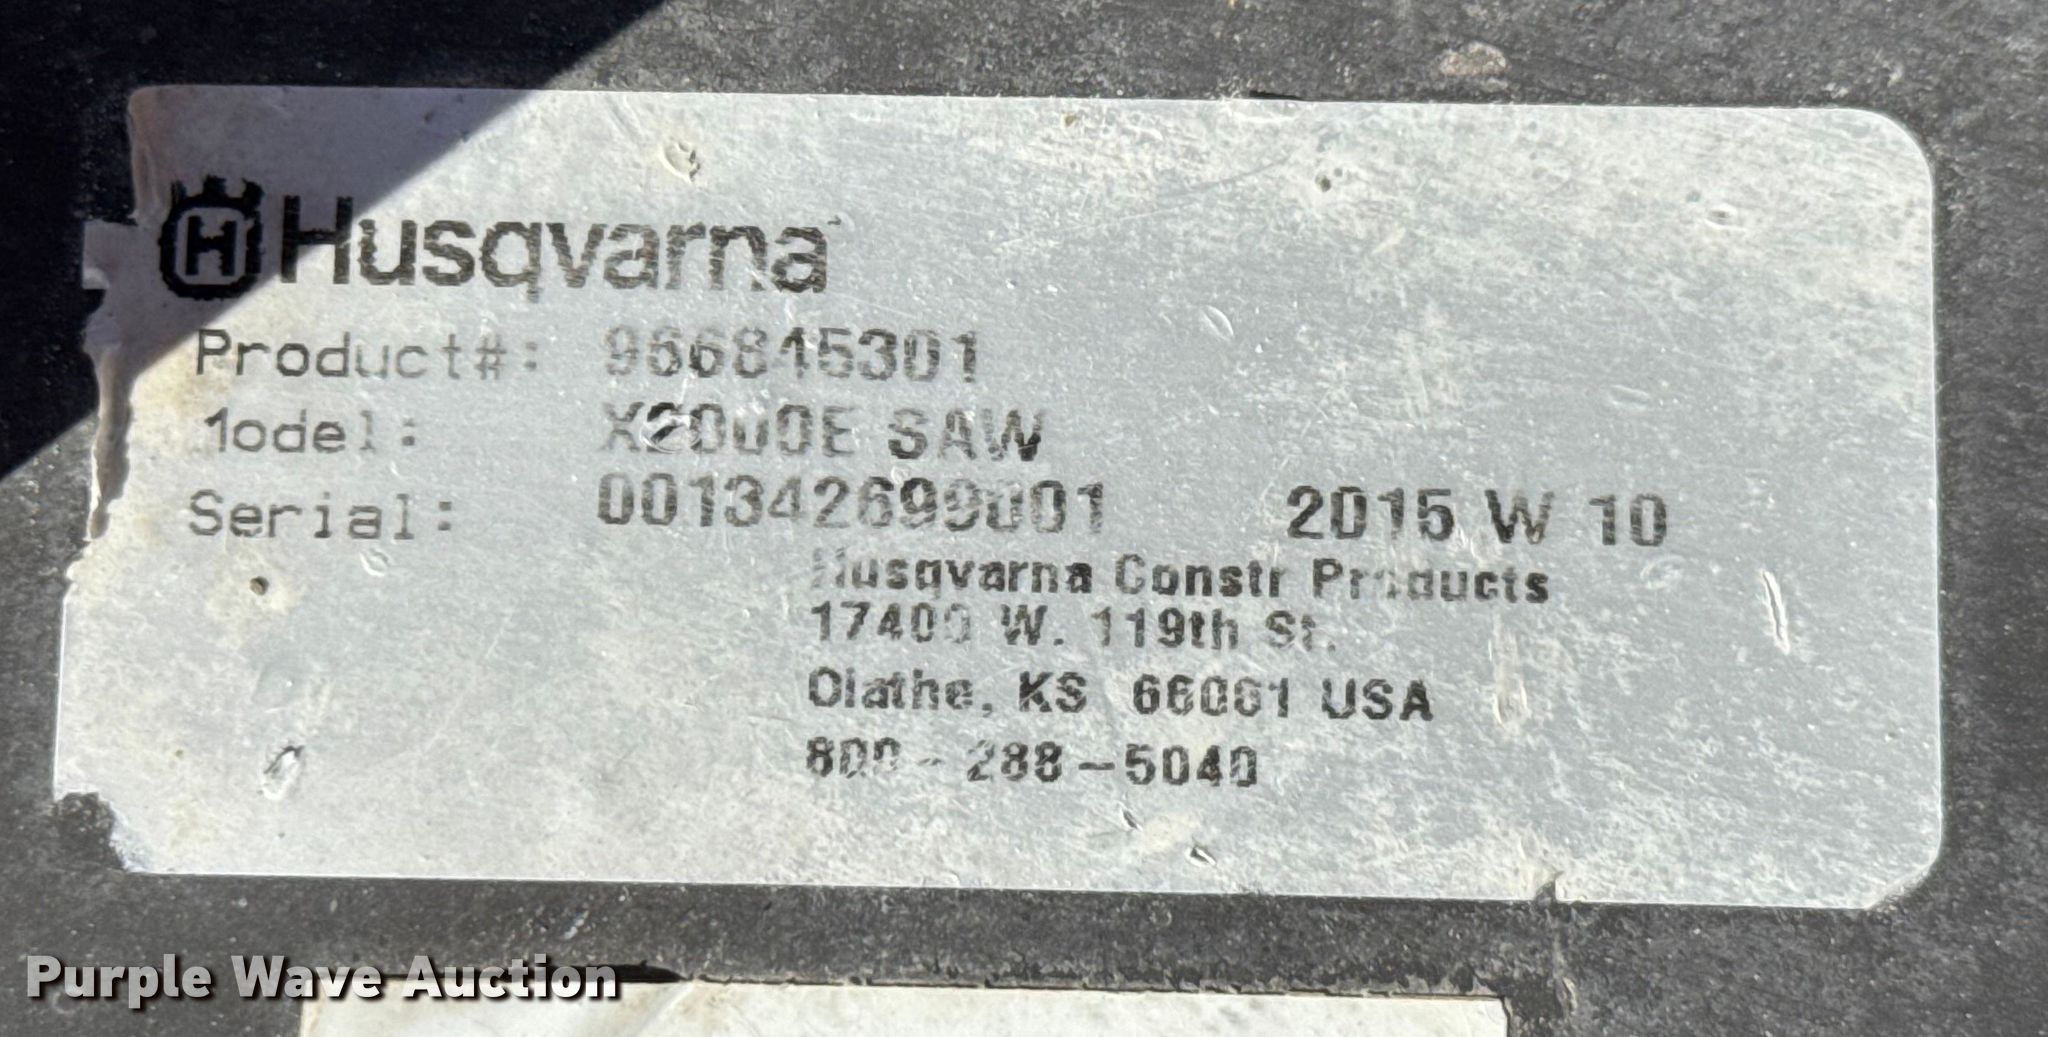 Husqvarna
Product#: 966845301
Model: X2000E SAW
Serial: 001342699001 2015 W 10
Husqvarna Constr Products
17400 W. 119th St.
Olathe, KS 66061 USA
800-288-5040
Purple Wave Auction